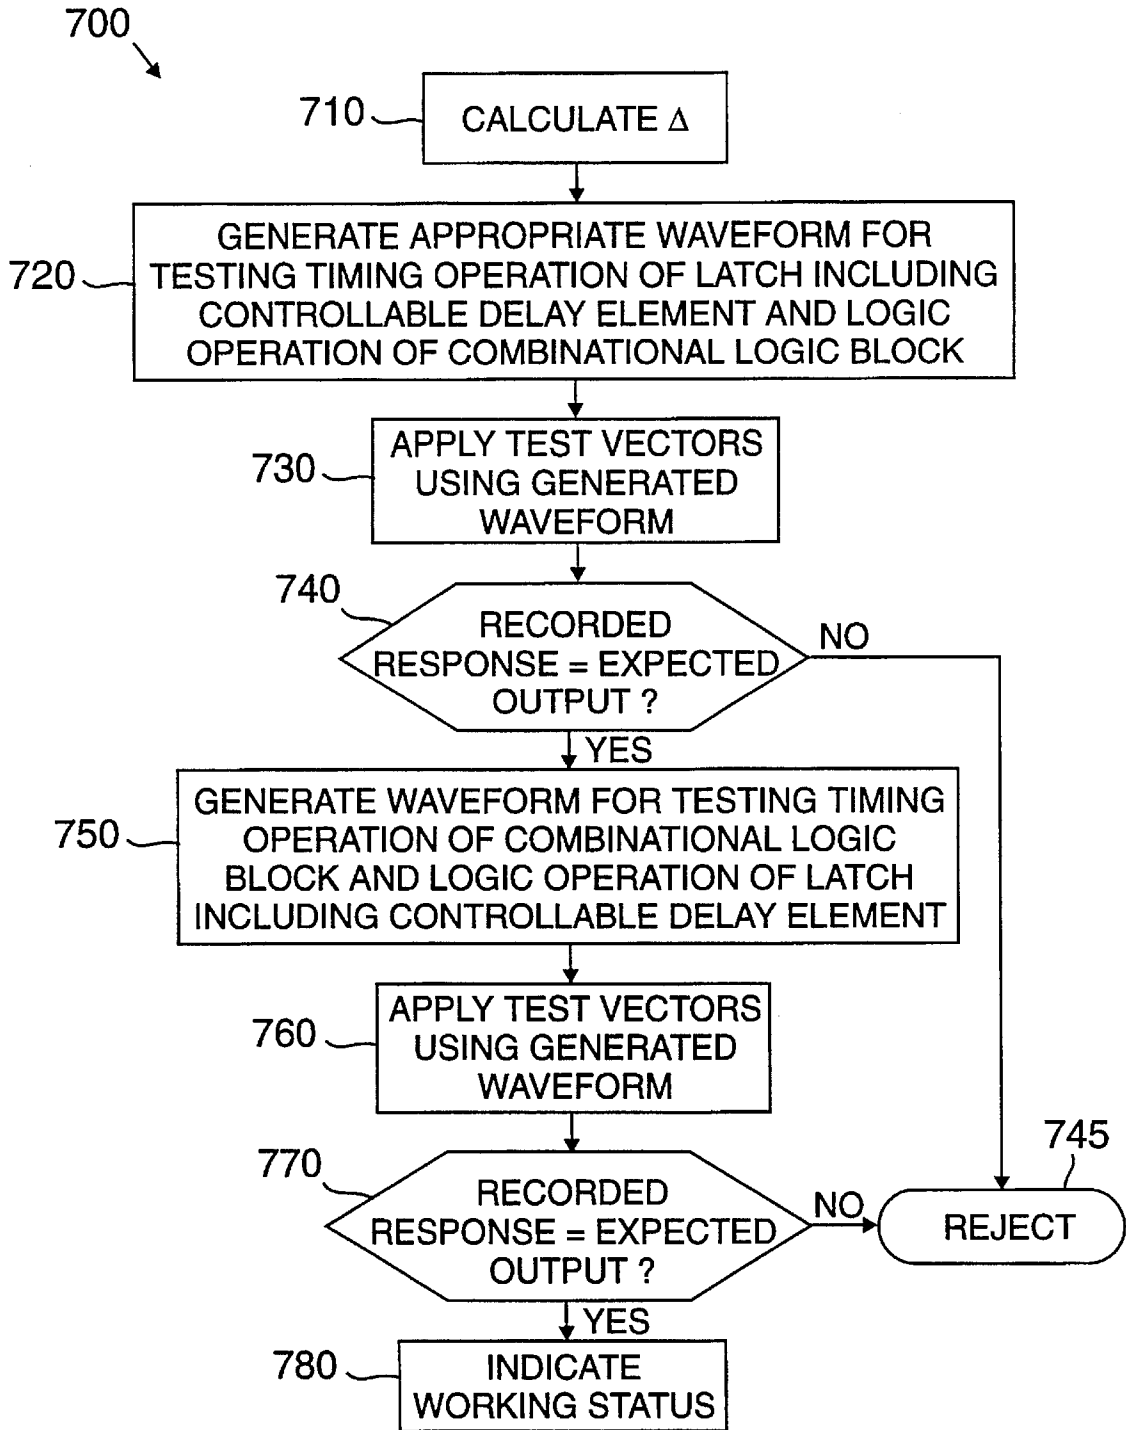 700
710
CALCULATE Δ
720
GENERATE APPROPRIATE WAVEFORM FOR
TESTING TIMING OPERATION OF LATCH INCLUDING
CONTROLLABLE DELAY ELEMENT AND LOGIC
OPERATION OF COMBINATIONAL LOGIC BLOCK
730
APPLY TEST VECTORS
USING GENERATED
WAVEFORM
740
RECORDED
RESPONSE = EXPECTED
OUTPUT ?
NO
YES
750
GENERATE WAVEFORM FOR TESTING TIMING
OPERATION OF COMBINATIONAL LOGIC
BLOCK AND LOGIC OPERATION OF LATCH
INCLUDING CONTROLLABLE DELAY ELEMENT
760
APPLY TEST VECTORS
USING GENERATED
WAVEFORM
770
RECORDED
RESPONSE = EXPECTED
OUTPUT ?
NO
745
REJECT
YES
780
INDICATE
WORKING STATUS